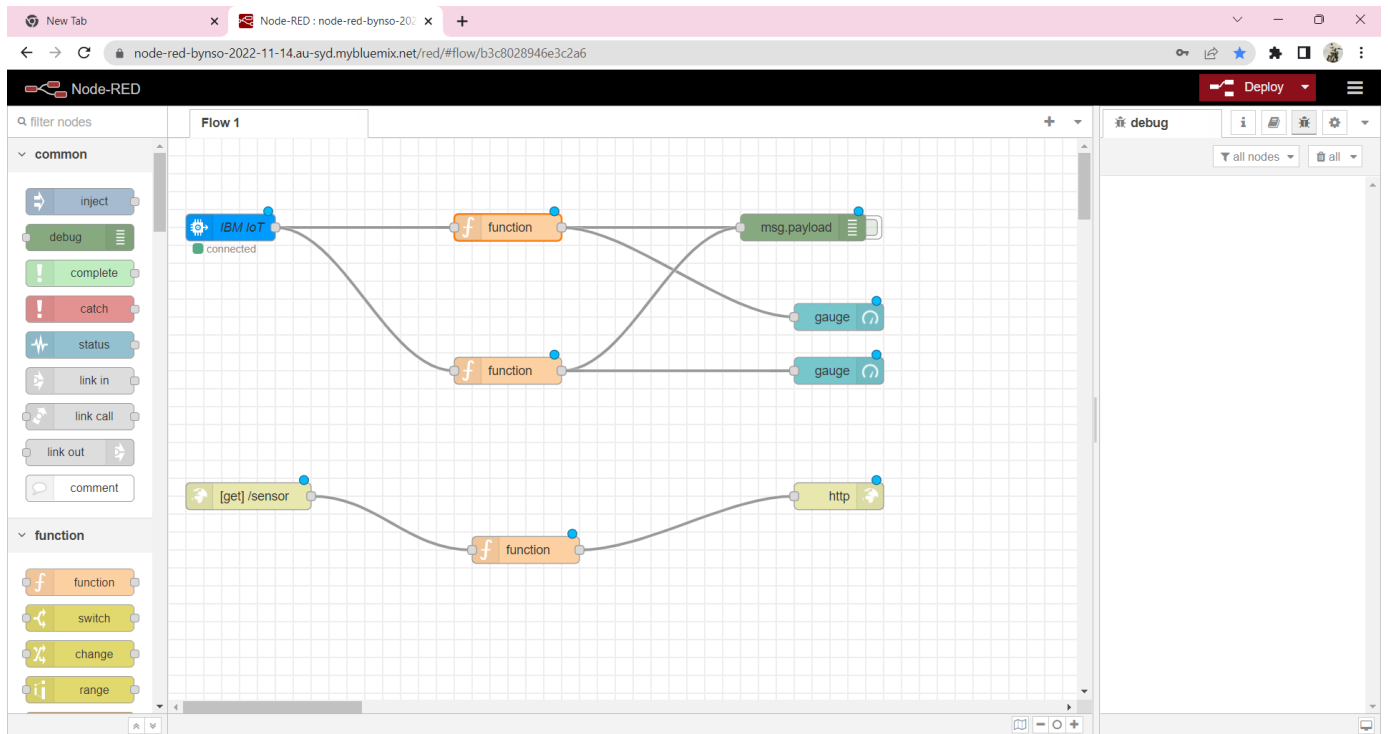 New Tab
Node-RED : node-red-bynso-202
node-red-bynso-2022-11-14.au-syd.mybluemix.net/red/#flow/b3c8028946e3c2a6
Node-RED
Deploy
filter nodes
Flow 1
debug
i
all nodes
all
common
inject
debug
complete
catch
status
link in
link call
link out
comment
function
function
switch
change
range
IBM IoT
connected
function
msg.payload
gauge
function
gauge
[get] /sensor
http
function